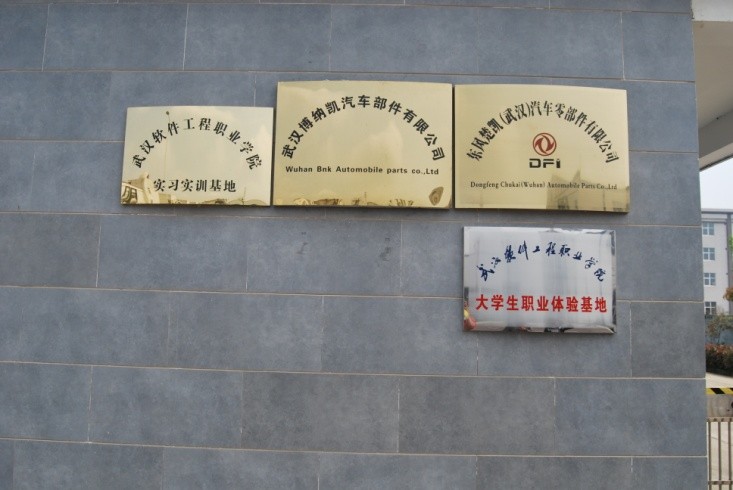 武汉软件工程职业学院
实习实训基地
武汉博纳凯汽车部件有限公司
Wuhan Bnk Automobile parts co.,Ltd
东风楚凯(武汉)汽车零部件有限公司
DFI
Dongfeng Chukai(Wuhan) Automobile Parts Co.,Ltd
武汉软件工程职业学院
大学生职业体验基地